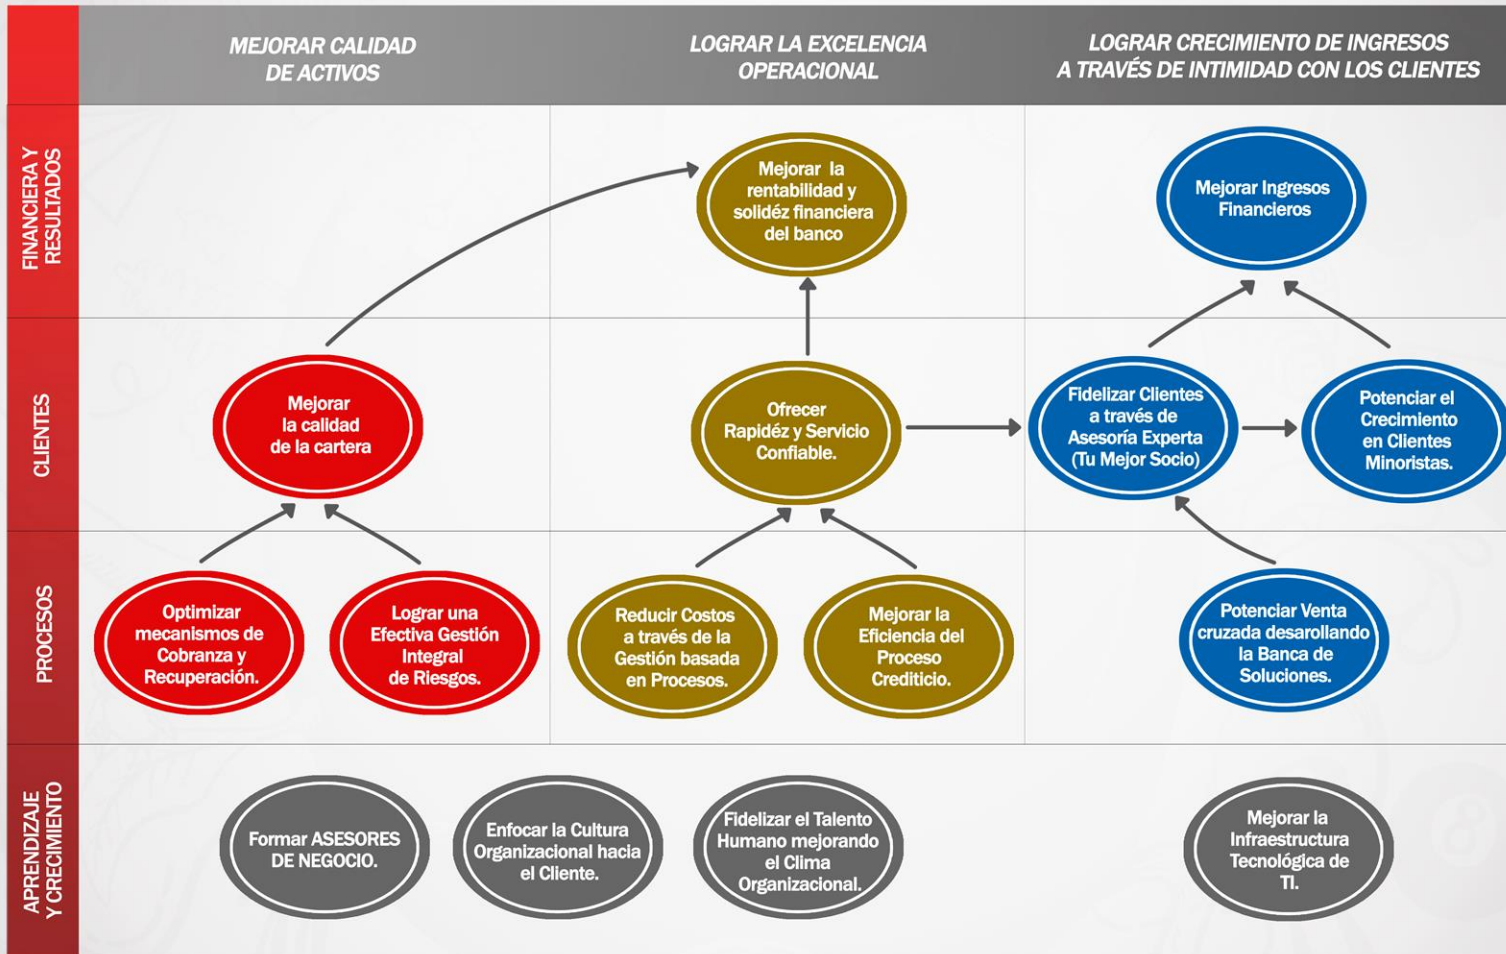 MEJORAR CALIDAD
DE ACTIVOS
LOGRAR LA EXCELENCIA
OPERACIONAL
LOGRAR CRECIMIENTO DE INGRESOS
A TRAVÉS DE INTIMIDAD CON LOS CLIENTES
FINANCIERA Y
RESULTADOS
Mejorar la
rentabilidad y
solidéz financiera
del banco
Mejorar Ingresos
Financieros
CLIENTES
Mejorar
la calidad
de la cartera
Ofrecer
Rapidéz y Servicio
Confiable.
Fidelizar Clientes
a través de
Asesoría Experta
(Tu Mejor Socio)
Potenciar el
Crecimiento
en Clientes
Minoristas.
PROCESOS
Optimizar
mecanismos de
Cobranza y
Recuperación.
Lograr una
Efectiva Gestión
Integral
de Riesgos.
Reducir Costos
a través de la
Gestión basada
en Procesos.
Mejorar la
Eficiencia del
Proceso
Crediticio.
Potenciar Venta
cruzada desarollando
la Banca de
Soluciones.
APRENDIZAJE
Y CRECIMIENTO
Formar ASESORES
DE NEGOCIO.
Enfocar la Cultura
Organizacional hacia
el Cliente.
Fidelizar el Talento
Humano mejorando
el Clima
Organizacional.
Mejorar la
Infraestructura
Tecnológica de
TI.